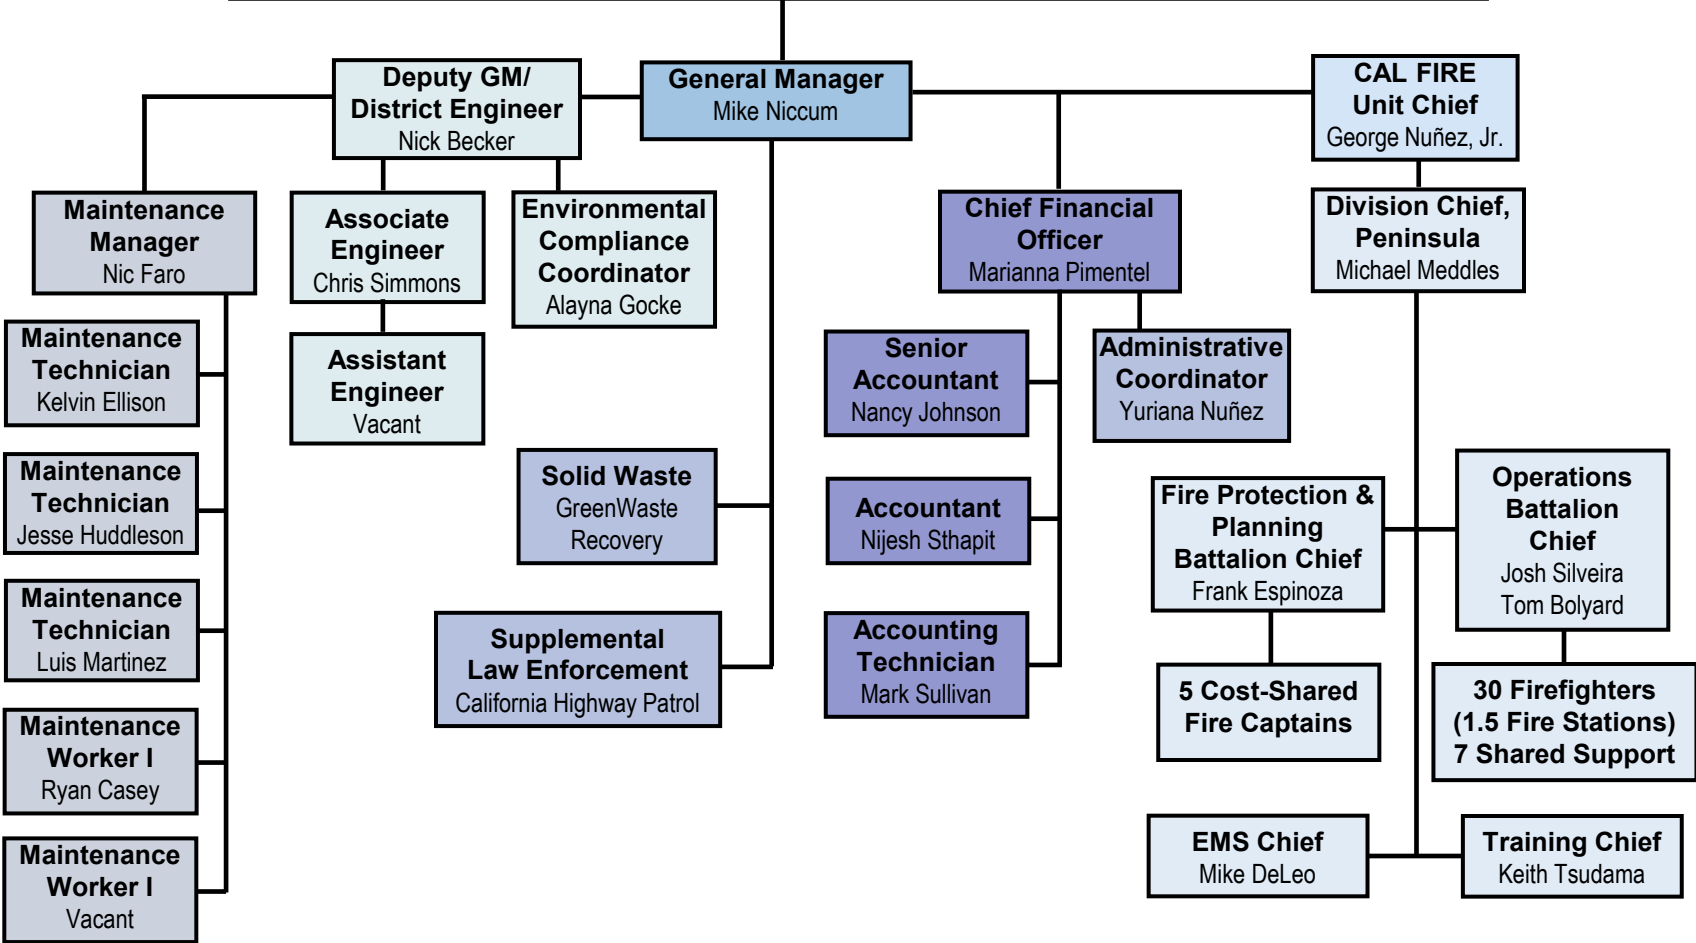 Deputy GM/
District Engineer
Nick Becker
General Manager
Mike Niccum
CAL FIRE
Unit Chief
George Nuñez, Jr.
Maintenance
Manager
Nic Faro
Associate
Engineer
Chris Simmons
Environmental
Compliance
Coordinator
Alayna Gocke
Chief Financial
Officer
Marianna Pimentel
Division Chief,
Peninsula
Michael Meddles
Maintenance
Technician
Kelvin Ellison
Assistant
Engineer
Vacant
Senior
Accountant
Nancy Johnson
Administrative
Coordinator
Yuriana Nuñez
Maintenance
Technician
Jesse Huddleson
Solid Waste
GreenWaste
Recovery
Accountant
Nijesh Sthapit
Fire Protection &
Planning
Battalion Chief
Frank Espinoza
Operations
Battalion
Chief
Josh Silveira
Tom Bolyard
Maintenance
Technician
Luis Martinez
Supplemental
Law Enforcement
California Highway Patrol
Accounting
Technician
Mark Sullivan
5 Cost-Shared
Fire Captains
30 Firefighters
(1.5 Fire Stations)
7 Shared Support
Maintenance
Worker I
Ryan Casey
Maintenance
Worker I
Vacant
EMS Chief
Mike DeLeo
Training Chief
Keith Tsudama